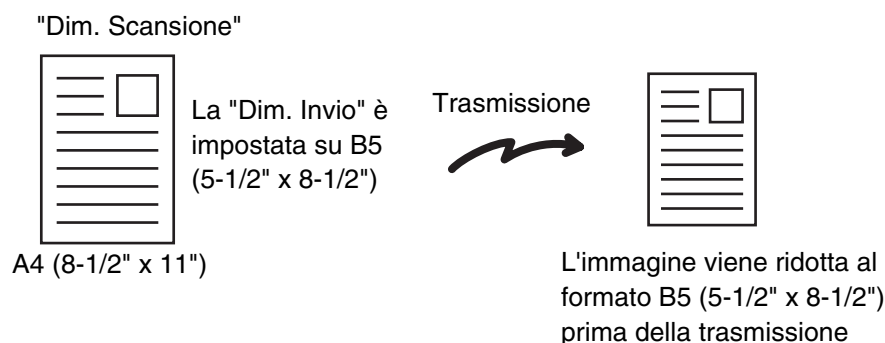 "Dim. Scansione"
La "Dim. Invio" è
impostata su B5
(5-1/2" x 8-1/2")
Trasmissione
A4 (8-1/2" x 11")
L'immagine viene ridotta al
formato B5 (5-1/2" x 8-1/2")
prima della trasmissione